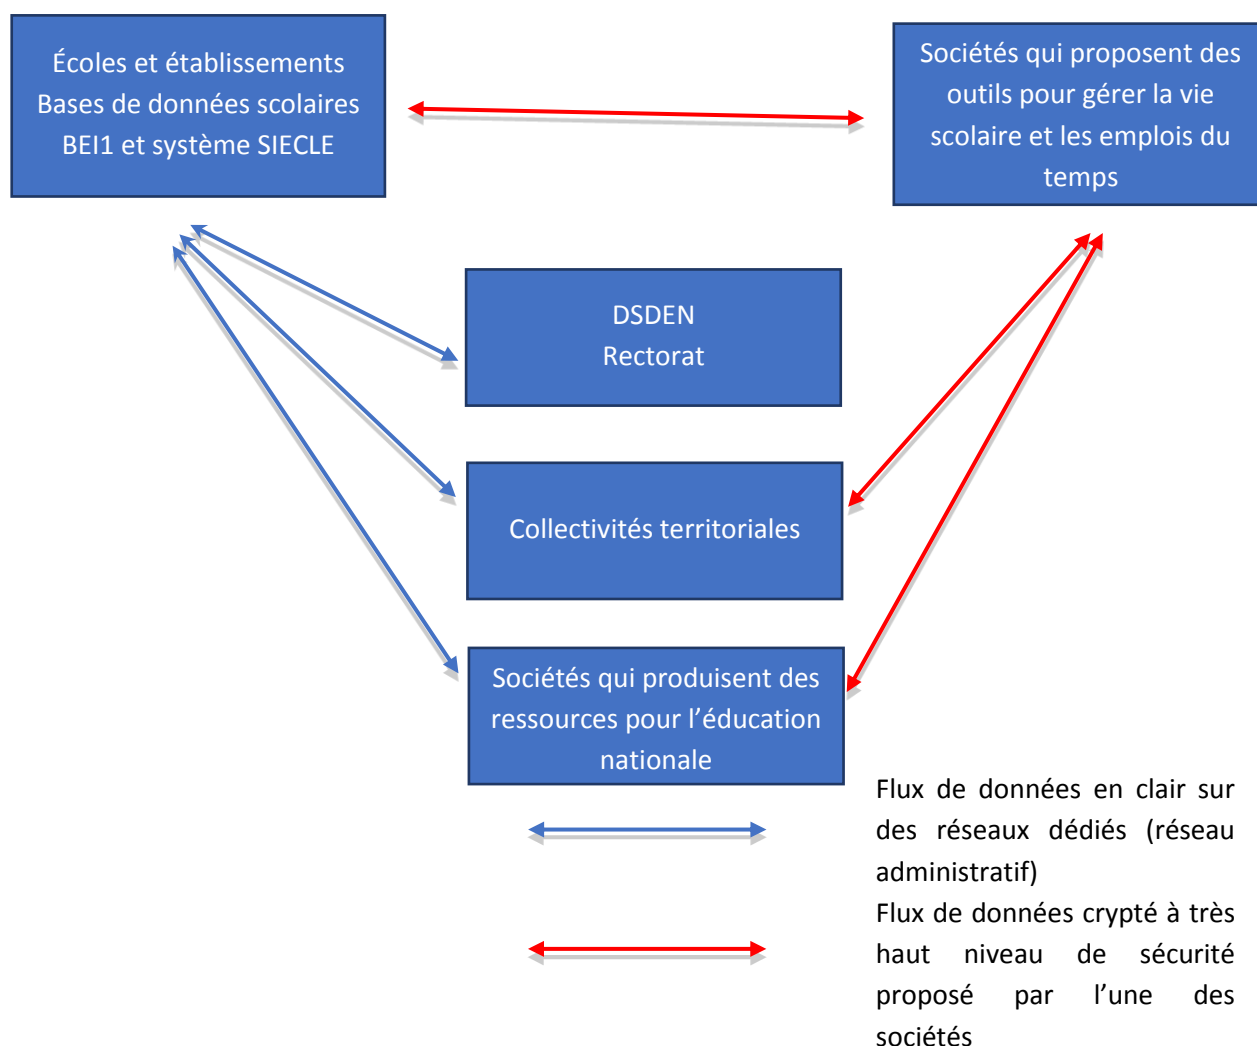 Écoles et établissements
Bases de données scolaires
BEI1 et système SIECLE
Sociétés qui proposent des
outils pour gérer la vie
scolaire et les emplois du
temps
DSDEN
Rectorat
Collectivités territoriales
Sociétés qui produisent des
ressources pour l’éducation
nationale
Flux de données en clair sur
des réseaux dédiés (réseau
administratif)
Flux de données crypté à très
haut niveau de sécurité
proposé par l’une des
sociétés